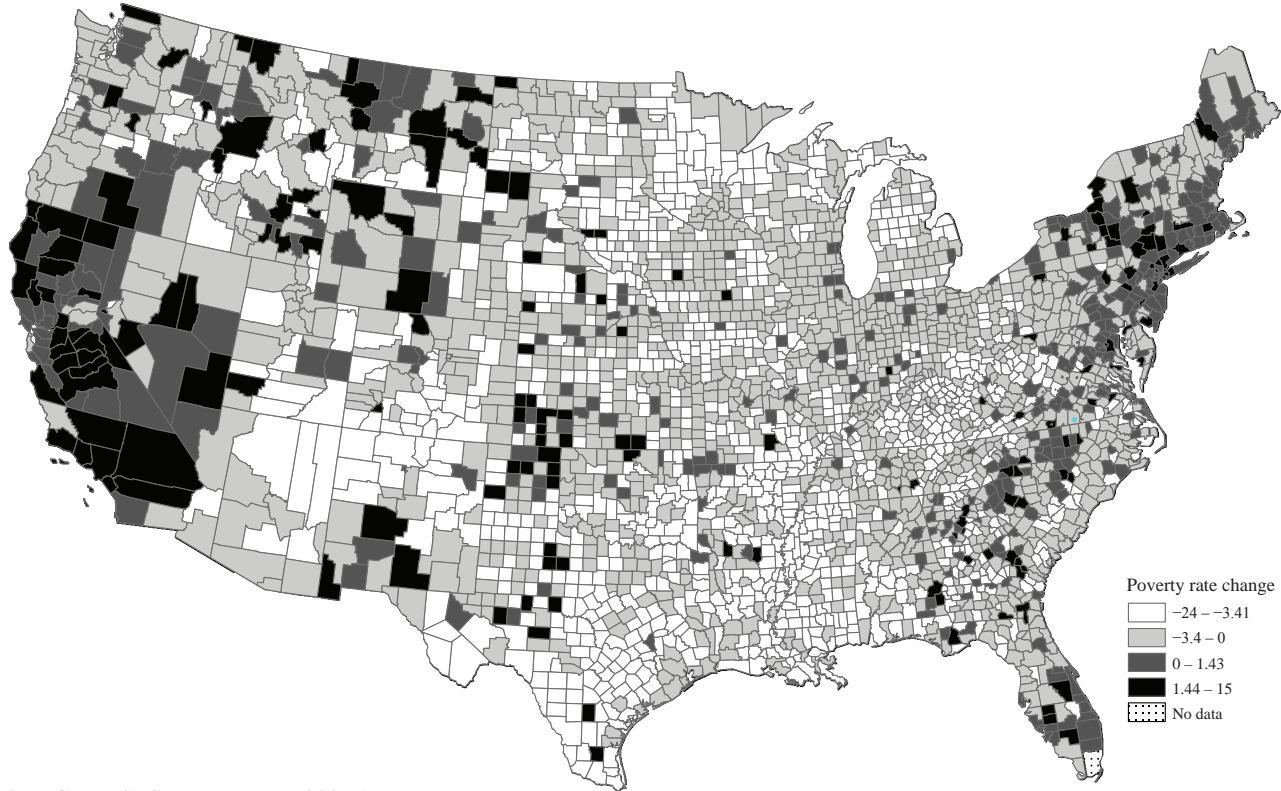 Poverty rate change
−24 – −3.41
−3.4 – 0
0 – 1.43
1.44 – 15
No data